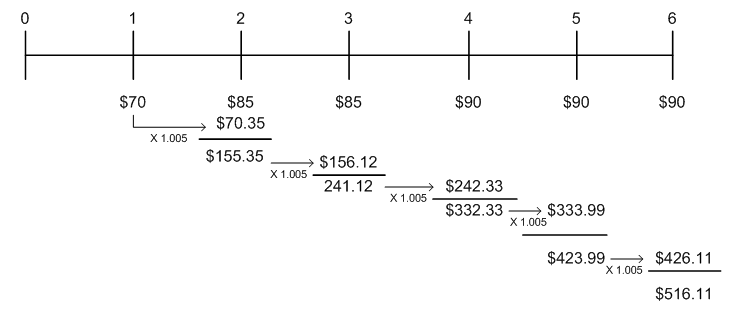 0 1 2 3 4 5 6
$70 $85 $85 $90 $90 $90
$70.35
X 1.005
$155.35
$156.12
X 1.005
241.12
$242.33
X 1.005
$332.33
$333.99
X 1.005
$423.99
$426.11
X 1.005
$516.11